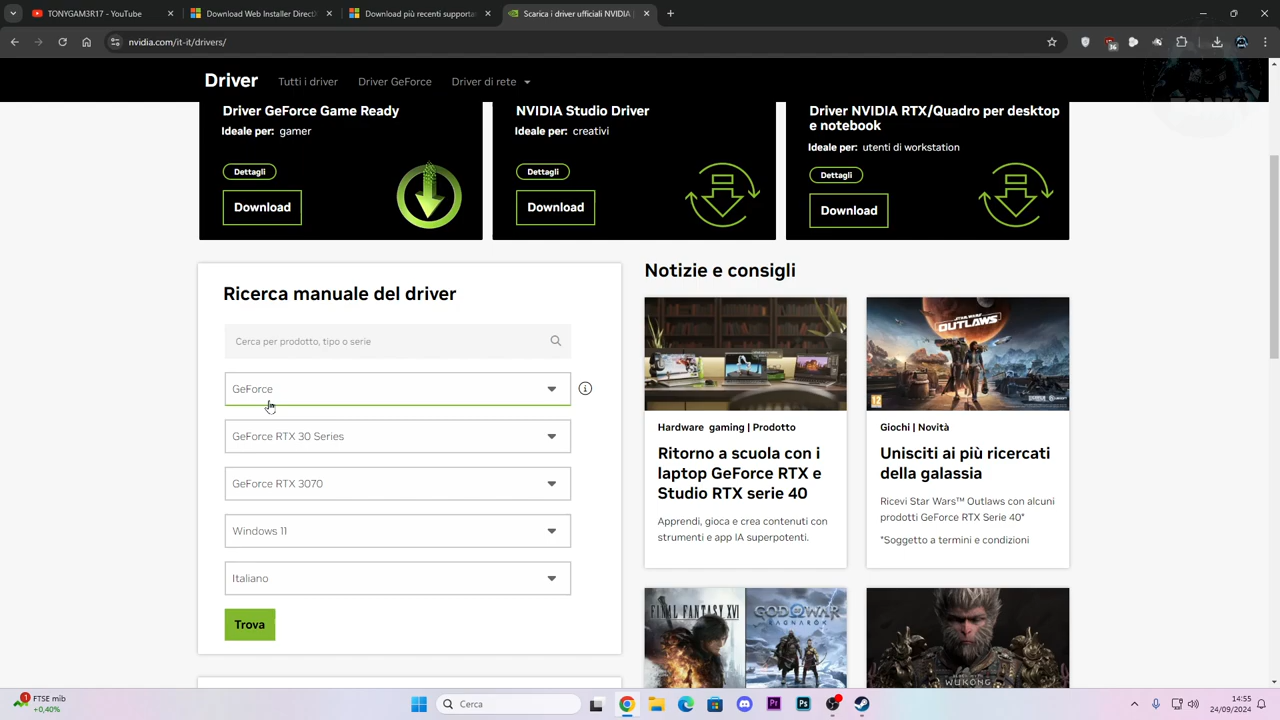 TONYGAM3R17 - YouTube
Download Web Installer DirectX
Download più recenti supporta
Scarica i driver ufficiali NVIDIA |
nvidia.com/it-it/drivers/
36
Driver
Tutti i driver
Driver GeForce
Driver di rete
Driver GeForce Game Ready
Ideale per: gamer
Dettagli
Download
NVIDIA Studio Driver
Ideale per: creativi
Dettagli
Download
Driver NVIDIA RTX/Quadro per desktop
e notebook
Ideale per: utenti di workstation
Dettagli
Download
Ricerca manuale del driver
Cerca per prodotto, tipo o serie
GeForce
GeForce RTX 30 Series
GeForce RTX 3070
Windows 11
Italiano
Trova
Notizie e consigli
Hardware gaming | Prodotto
Ritorno a scuola con i
laptop GeForce RTX e
Studio RTX serie 40
Apprendi, gioca e crea contenuti con
strumenti e app IA superpotenti.
STAR WARS
OUTLAWS
12
Giochi | Novità
Unisciti ai più ricercati
della galassia
Ricevi Star Wars™ Outlaws con alcuni
prodotti GeForce RTX Serie 40*
*Soggetto a termini e condizioni
FINAL FANTASY XVI
GOD OF WAR
RAGNARÖK
WUKONG
1
FTSE mib
+0,40%
Cerca
14:55
24/09/2024